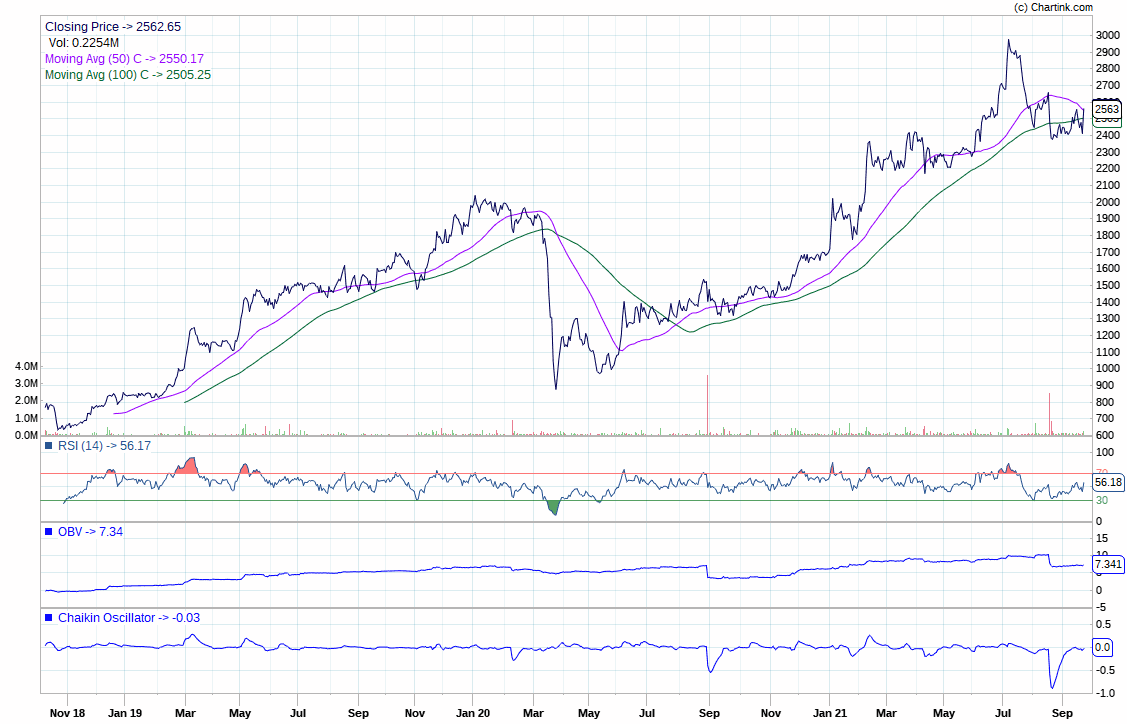 (c) Chartink.com
Closing Price -> 2562.65
Vol: 0.2254M
Moving Avg (50) C -> 2550.17
Moving Avg (100) C -> 2505.25
3000
2900
2800
2700
2563
2400
2300
2200
2100
2000
1900
1800
1700
1600
1500
1400
1300
1200
1100
1000
900
800
700
600
4.0M
3.0M
2.0M
1.0M
0.0M
RSI (14) -> 56.17
100
70
56.18
30
0
OBV -> 7.34
15
10
7.341
0
-5
Chaikin Oscillator -> -0.03
0.5
0.0
-0.5
-1.0
Nov 18 Jan 19 Mar May Jul Sep Nov Jan 20 Mar May Jul Sep Nov Jan 21 Mar May Jul Sep